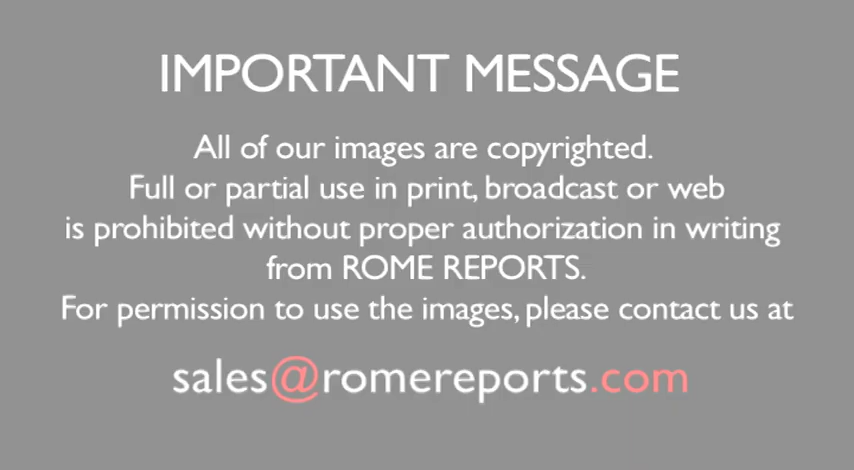 IMPORTANT MESSAGE
All of our images are copyrighted.
Full or partial use in print, broadcast or web
is prohibited without proper authorization in writing
from ROME REPORTS.
For permission to use the images, please contact us at
sales@romereports.com